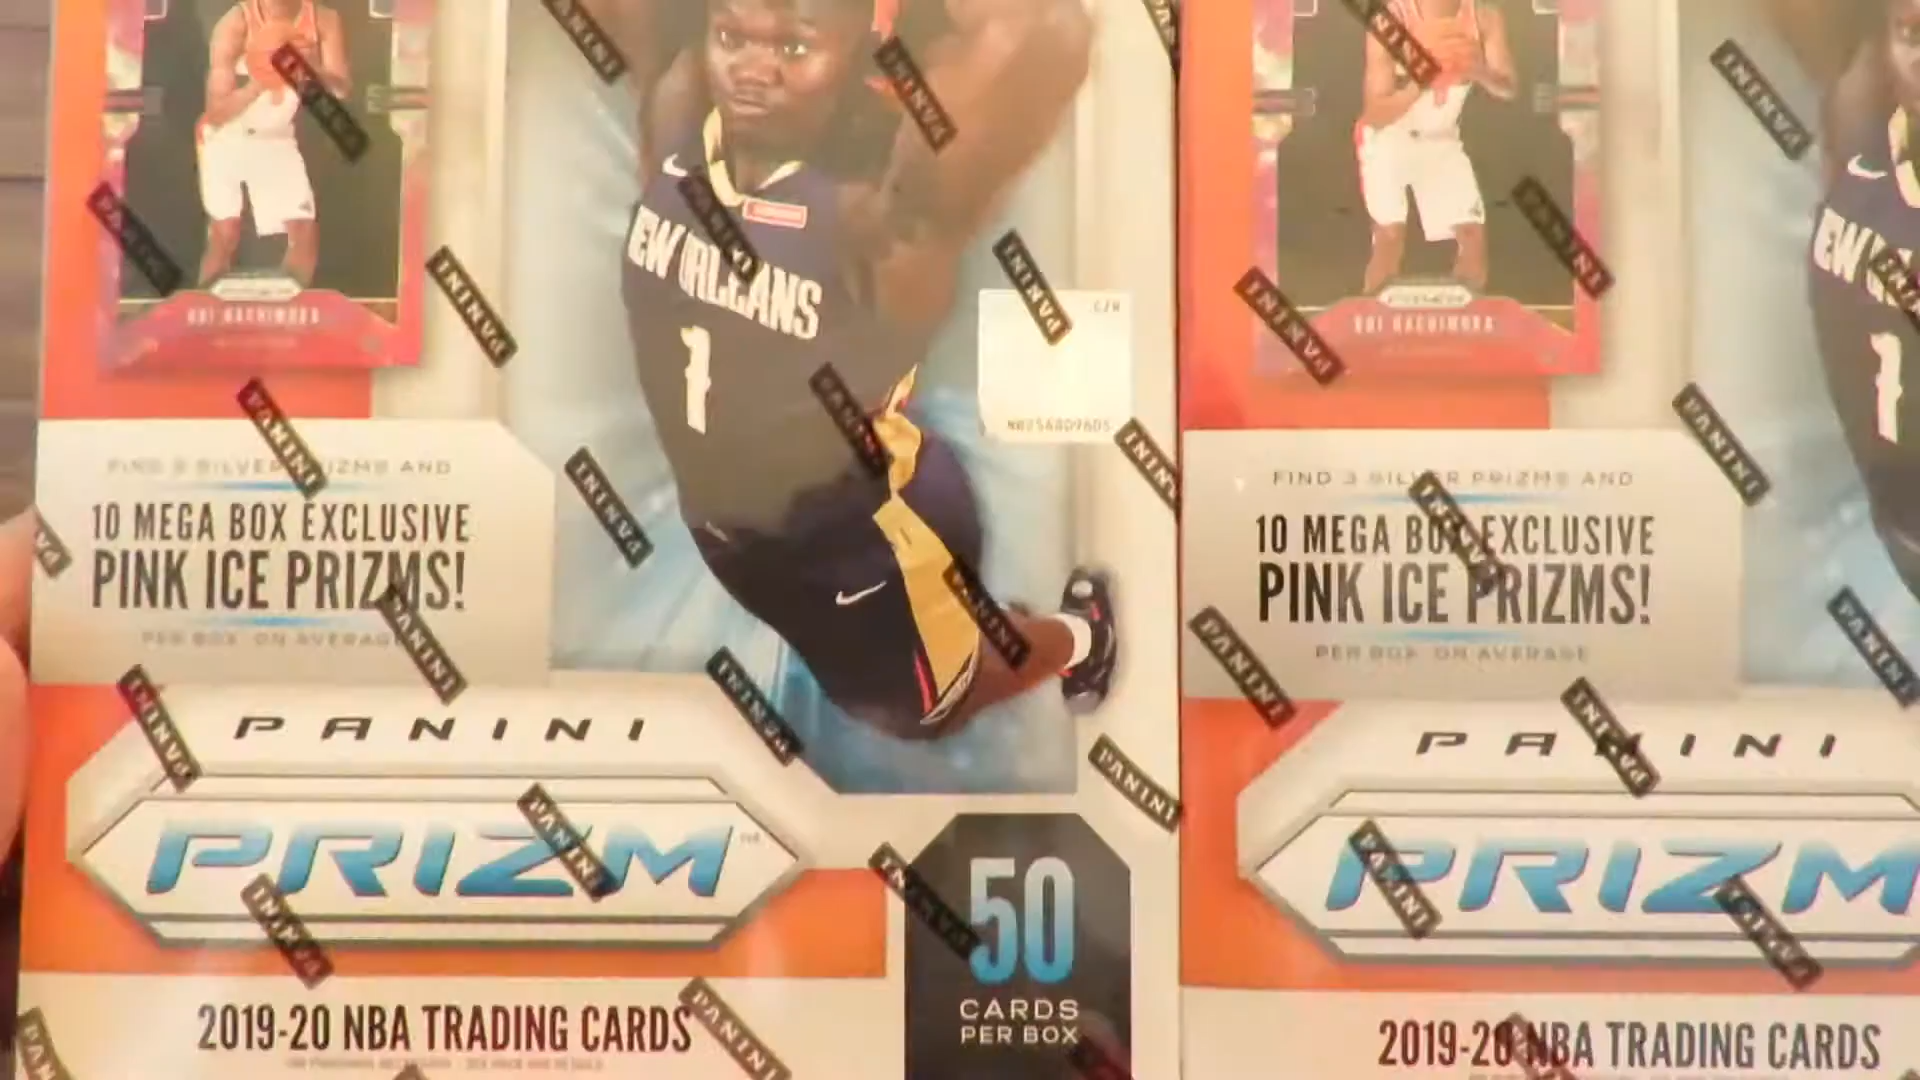 NEW ORLEANS
1
RUI HACHIMURA
FIND 3 SILVER PRIZMS AND
10 MEGA BOX EXCLUSIVE
PINK ICE PRIZMS!
PER BOX, ON AVERAGE
PANINI
PRIZM
50
CARDS
PER BOX
2019-20 NBA TRADING CARDS
RUI HACHIMURA
EW
1
FIND 3 SILVER PRIZMS AND
10 MEGA BOX EXCLUSIVE
PINK ICE PRIZMS!
PER BOX, ON AVERAGE
PANINI
PRIZM
2019-20 NBA TRADING CARDS
PANINI